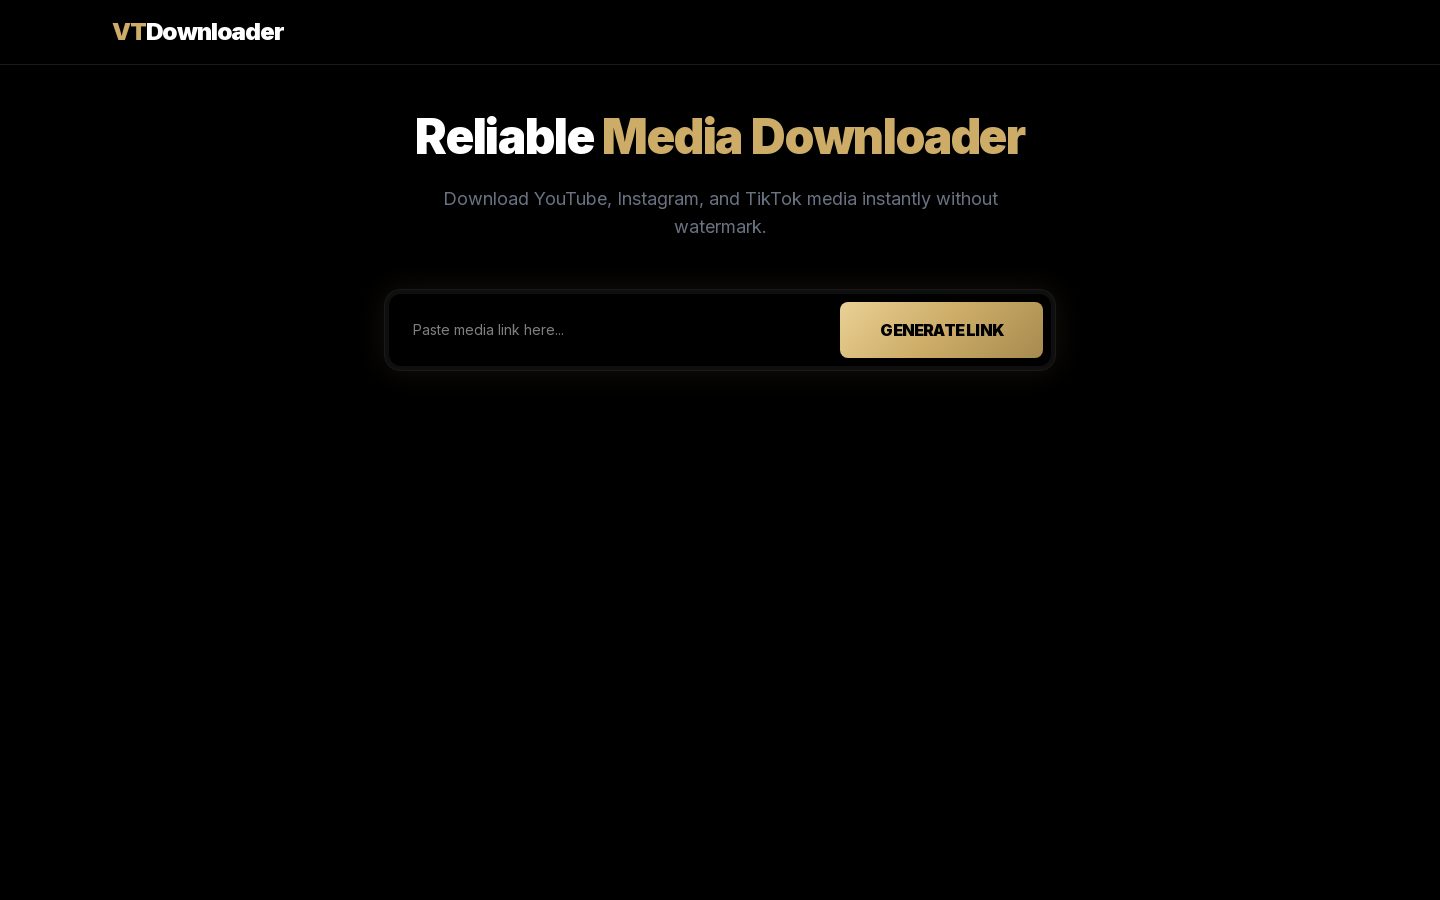 VTDownloader
Reliable Media Downloader
Download YouTube, Instagram, and TikTok media instantly without
watermark.
Paste media link here...
GENERATE LINK